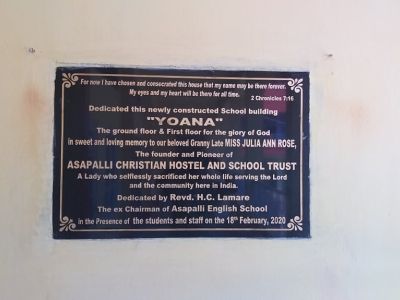 For now I have chosen and consecrated this house that my name may be there forever.
My eyes and my heart will be there for all time.
2 Chronicles 7:16
Dedicated this newly constructed School building
"YOANA"
The ground floor & First floor for the glory of God
in sweet and loving memory to our beloved Granny Late MISS JULIA ANN ROSE,
The founder and Pioneer of
ASAPALLI CHRISTIAN HOSTEL AND SCHOOL TRUST
A Lady who selflessly sacrificed her whole life serving the Lord
and the community here in India.
Dedicated by Revd. H.C. Lamare
The ex Chairman of Asapalli English School
in the Presence of the students and staff on the 18th February, 2020